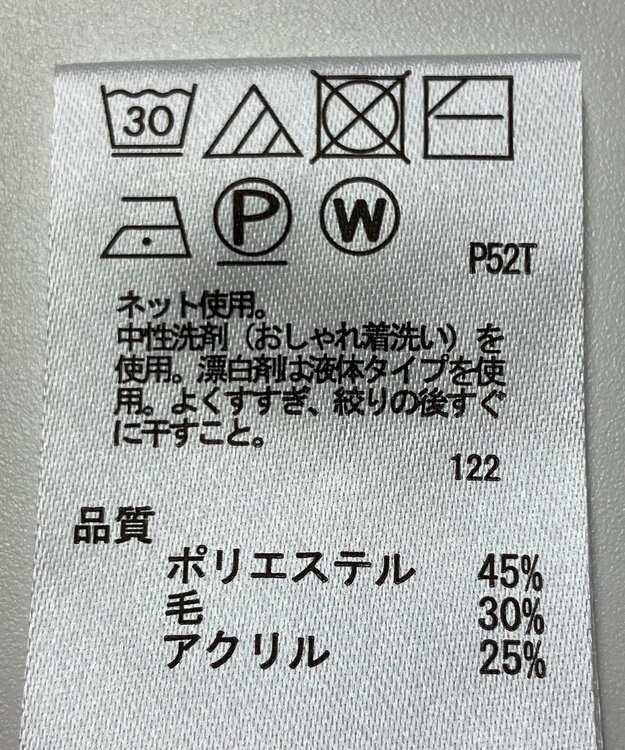 30
P W
P52T
ネット使用。
中性洗剤（おしゃれ着洗い）を
使用。漂白剤は液体タイプを使
用。よくすすぎ、絞りの後すぐ
に干すこと。
122
品質
ポリエステル 45%
毛 30%
アクリル 25%